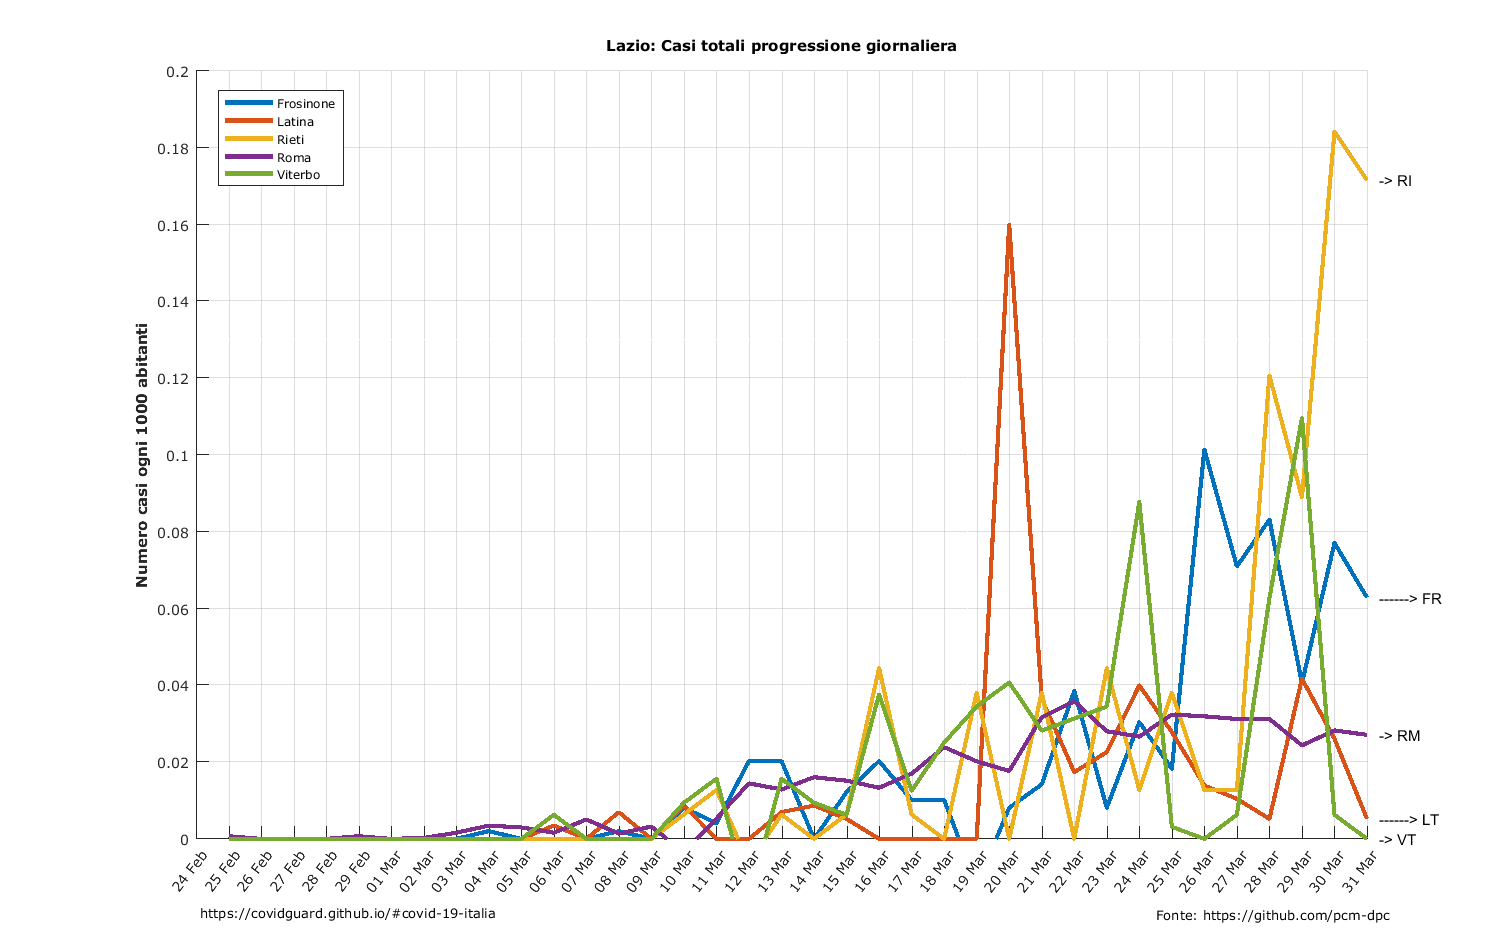 Lazio: Casi totali progressione giornaliera
0.2
0.18
0.16
0.14
0.12
0.1
0.08
0.06
0.04
0.02
0
Numero casi ogni 1000 abitanti
Frosinone
Latina
Rieti
Roma
Viterbo
-> RI
------> FR
-> RM
------> LT
-> VT
24 Feb
25 Feb
26 Feb
27 Feb
28 Feb
29 Feb
01 Mar
02 Mar
03 Mar
04 Mar
05 Mar
06 Mar
07 Mar
08 Mar
09 Mar
10 Mar
11 Mar
12 Mar
13 Mar
14 Mar
15 Mar
16 Mar
17 Mar
18 Mar
19 Mar
20 Mar
21 Mar
22 Mar
23 Mar
24 Mar
25 Mar
26 Mar
27 Mar
28 Mar
29 Mar
30 Mar
31 Mar
https://covidguard.github.io/#covid-19-italia
Fonte: https://github.com/pcm-dpc